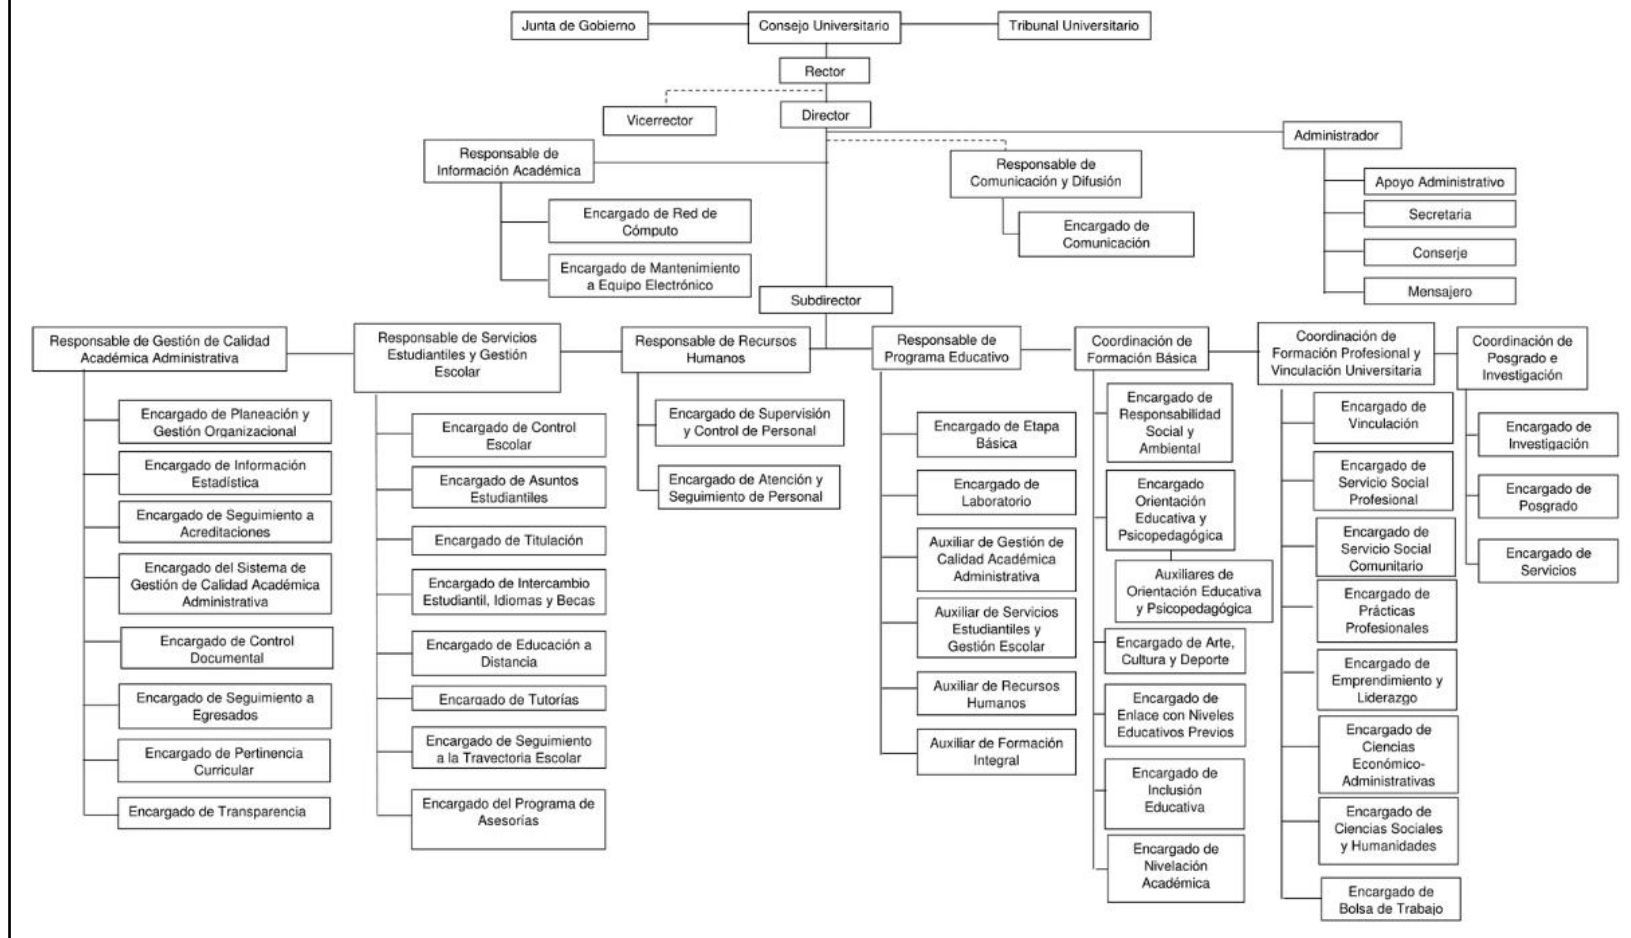 Junta de Gobierno
Consejo Universitario
Tribunal Universitario
Rector
Vicerrector
Director
Administrador
Responsable de
Información Académica
Responsable de
Comunicación y Difusión
Apoyo Administrativo
Secretaria
Conserje
Mensajero
Encargado de Red de
Cómputo
Encargado de Mantenimiento
a Equipo Electrónico
Encargado de
Comunicación
Subdirector
Responsable de Gestión de Calidad
Académica Administrativa
Encargado de Planeación y
Gestión Organizacional
Encargado de Información
Estadística
Encargado de Seguimiento a
Acreditaciones
Encargado del Sistema de
Gestión de Calidad Académica
Administrativa
Encargado de Control
Documental
Encargado de Seguimiento a
Egresados
Encargado de Pertinencia
Curricular
Encargado de Transparencia
Responsable de Servicios
Estudiantiles y Gestión
Escolar
Encargado de Control
Escolar
Encargado de Asuntos
Estudiantiles
Encargado de Titulación
Encargado de Intercambio
Estudiantil, Idiomas y Becas
Encargado de Educación a
Distancia
Encargado de Tutorías
Encargado de Seguimiento
a la Travectoria Escolar
Encargado del Programa de
Asesorías
Responsable de Recursos
Humanos
Encargado de Supervisión
y Control de Personal
Encargado de Atención y
Seguimiento de Personal
Responsable de
Programa Educativo
Encargado de Etapa
Básica
Encargado de
Laboratorio
Auxiliar de Gestión de
Calidad Académica
Administrativa
Auxiliar de Servicios
Estudiantiles y
Gestión Escolar
Auxiliar de Recursos
Humanos
Auxiliar de Formación
Integral
Coordinación de
Formación Básica
Encargado de
Responsabilidad
Social y
Ambiental
Encargado
Orientación
Educativa y
Psicopedagógica
Auxiliares de
Orientación Educativa
y Psicopedagógica
Encargado de Arte,
Cultura y Deporte
Encargado de
Enlace con Niveles
Educativos Previos
Encargado de
Inclusión
Educativa
Encargado de
Nivelación
Académica
Coordinación de
Formación Profesional y
Vinculación Universitaria
Encargado de
Vinculación
Encargado de
Servicio Social
Profesional
Encargado de
Servicio Social
Comunitario
Encargado de
Prácticas
Profesionales
Encargado de
Emprendimiento y
Liderazgo
Encargado de
Ciencias
Económico-
Administrativas
Encargado de
Ciencias Sociales
y Humanidades
Encargado de
Bolsa de Trabajo
Coordinación de
Posgrado e
Investigación
Encargado de
Investigación
Encargado de
Posgrado
Encargado de
Servicios